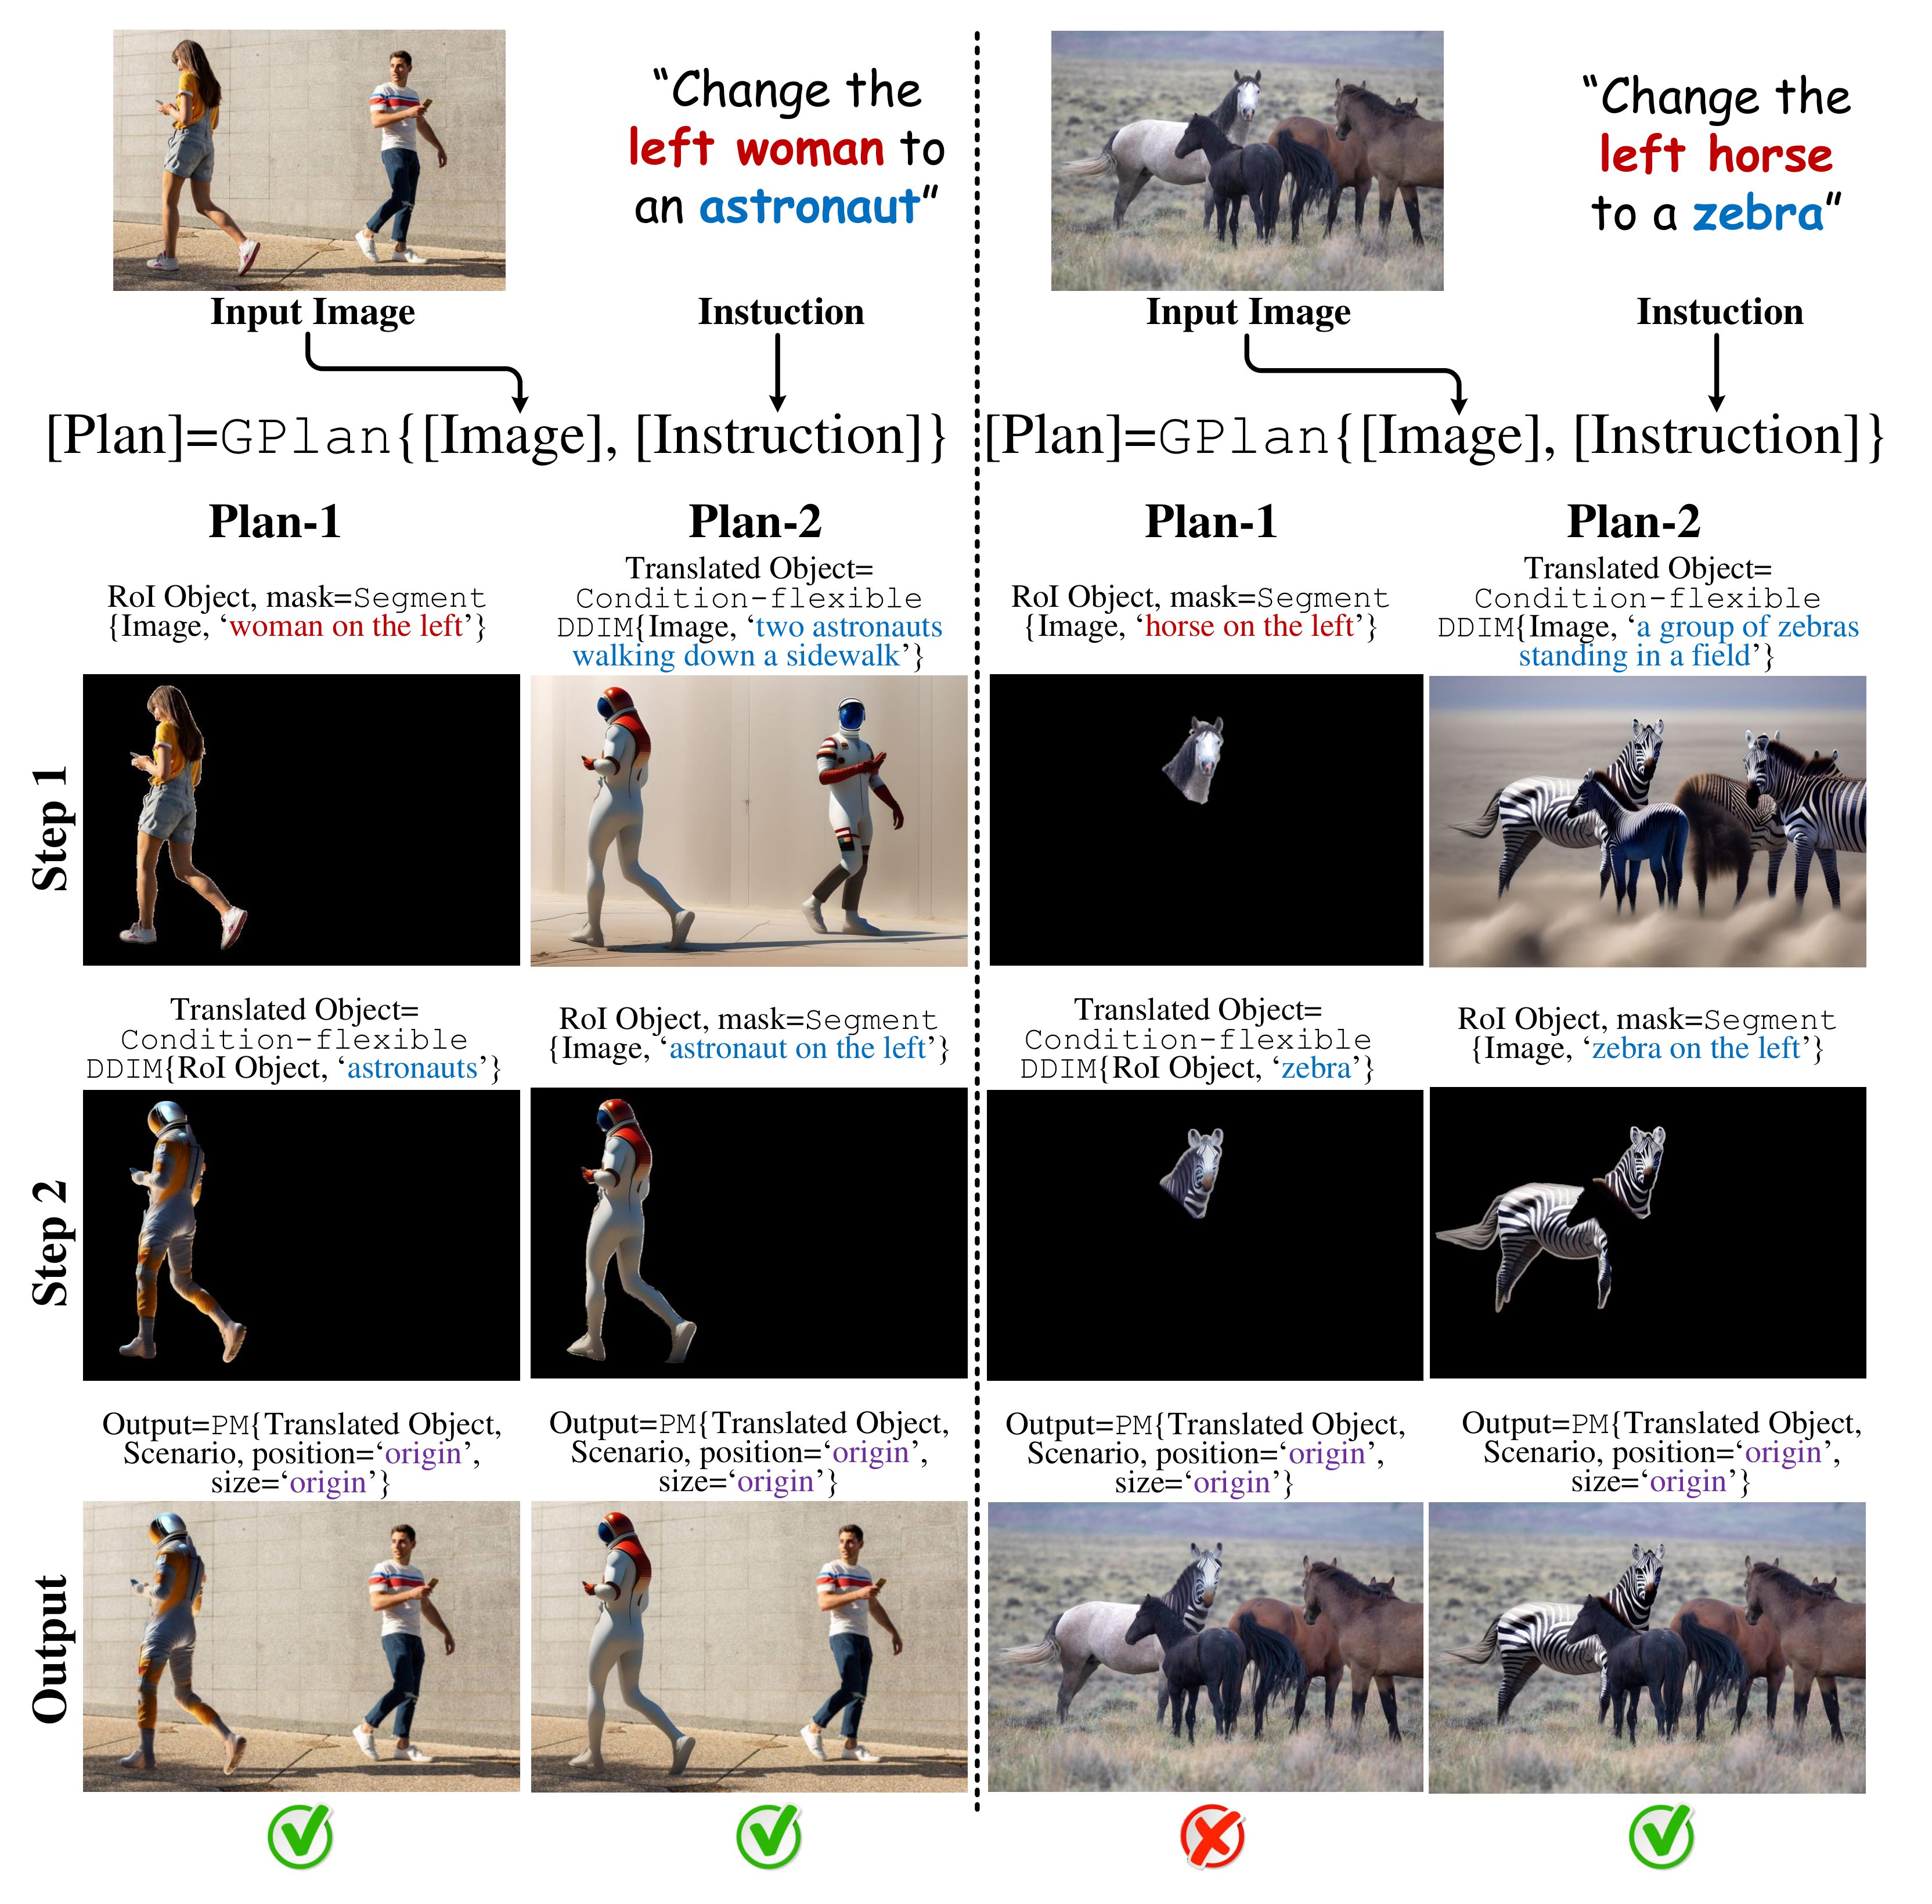 “Change the
left woman to
an astronaut”
Input Image
Instuction
[Plan]=GPlan{[Image], [Instruction]}
Plan-1
RoI Object, mask=Segment
{Image, ‘woman on the left’}
Plan-2
Translated Object=
Condition-flexible
DDIM{Image, ‘two astronauts
walking down a sidewalk’}
Step 1
Translated Object=
Condition-flexible
DDIM{RoI Object, ‘astronauts’}
RoI Object, mask=Segment
{Image, ‘astronaut on the left’}
Step 2
Output=PM{Translated Object,
Scenario, position=‘origin’,
size=‘origin’}
Output=PM{Translated Object,
Scenario, position=‘origin’,
size=‘origin’}
Output
“Change the
left horse
to a zebra”
Input Image
Instuction
[Plan]=GPlan{[Image], [Instruction]}
Plan-1
RoI Object, mask=Segment
{Image, ‘horse on the left’}
Plan-2
Translated Object=
Condition-flexible
DDIM{Image, ‘a group of zebras
standing in a field’}
Translated Object=
Condition-flexible
DDIM{RoI Object, ‘zebra’}
RoI Object, mask=Segment
{Image, ‘zebra on the left’}
Output=PM{Translated Object,
Scenario, position=‘origin’,
size=‘origin’}
Output=PM{Translated Object,
Scenario, position=‘origin’,
size=‘origin’}